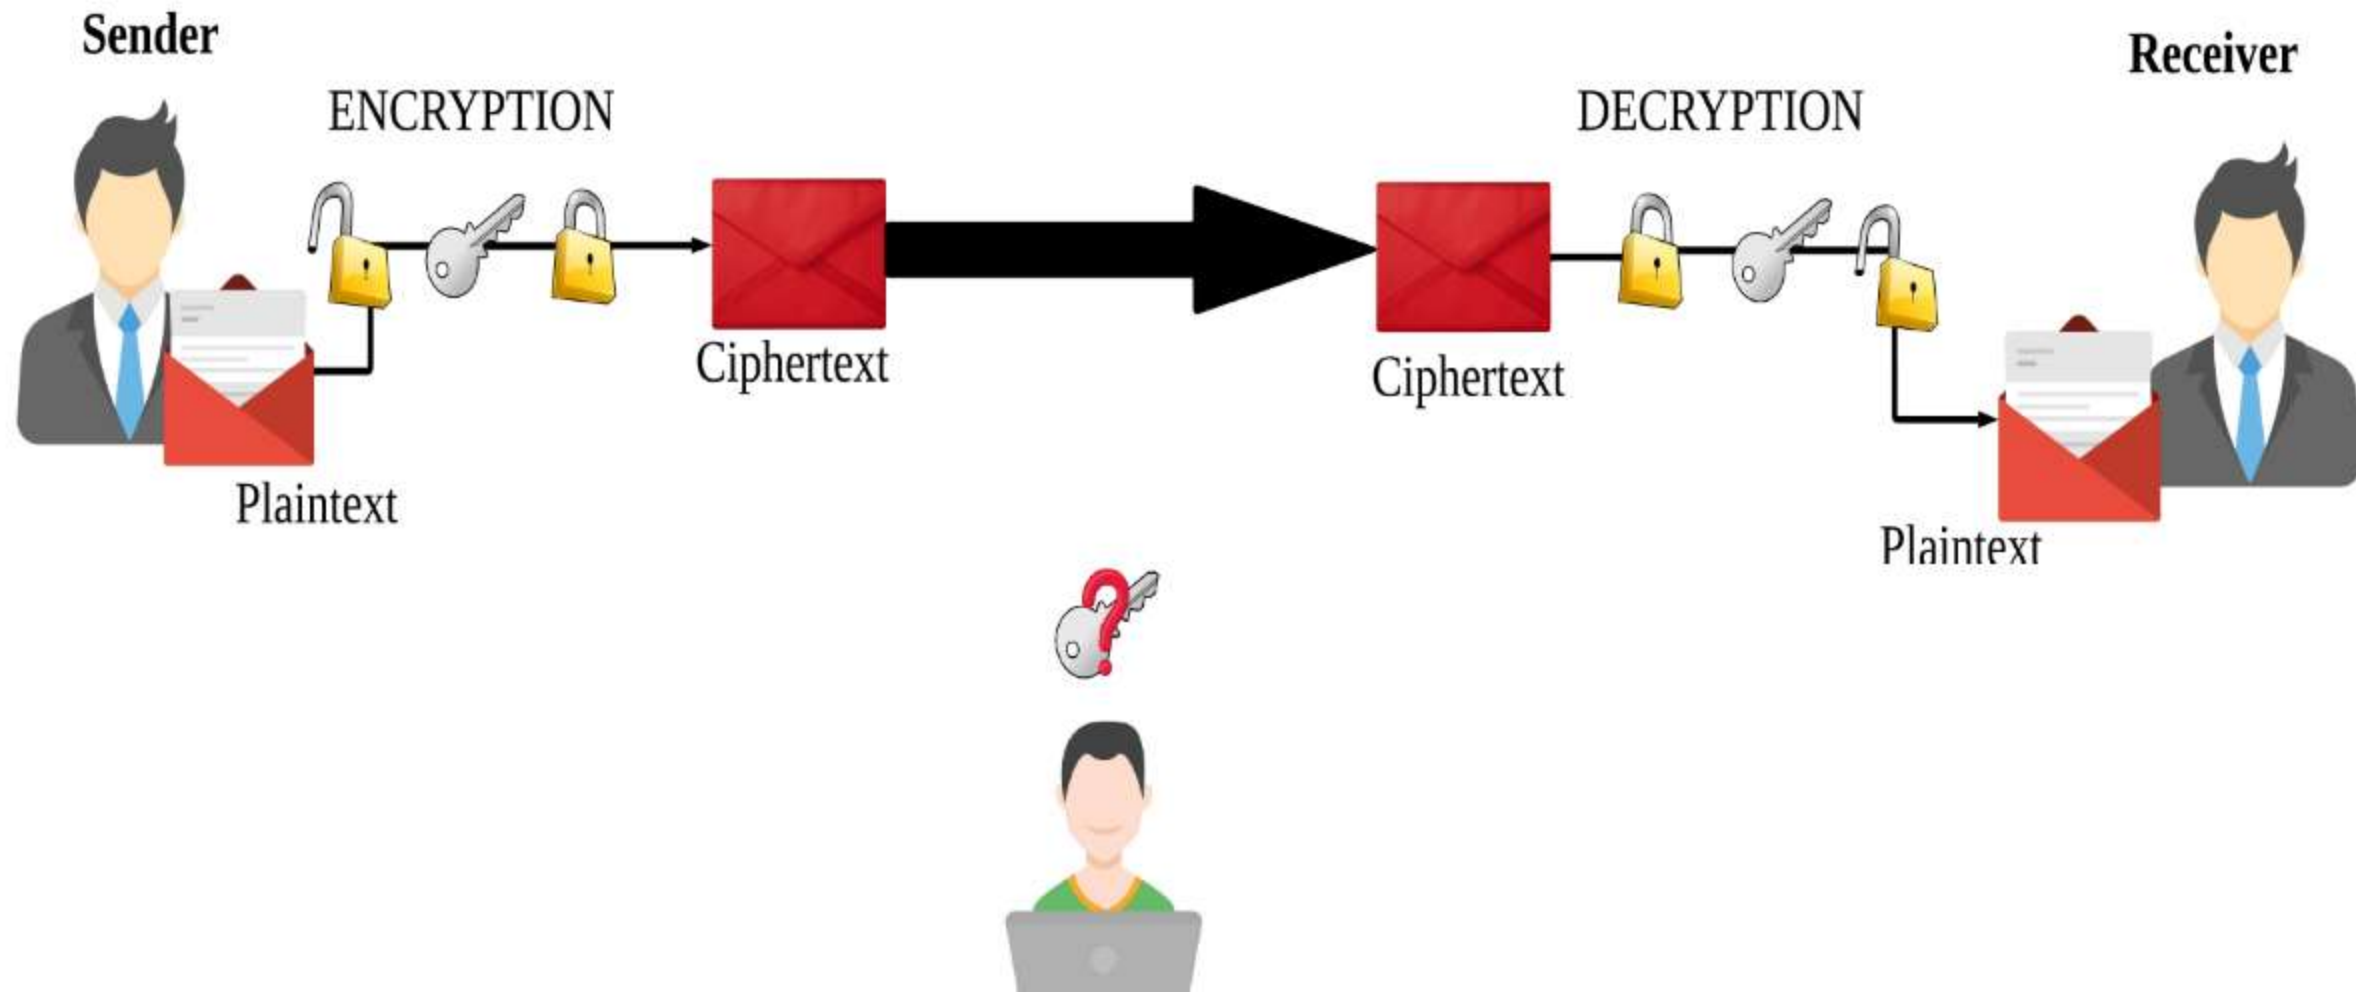 Sender
Receiver
ENCRYPTION
DECRYPTION
Ciphertext
Ciphertext
Plaintext
Plaintext
?